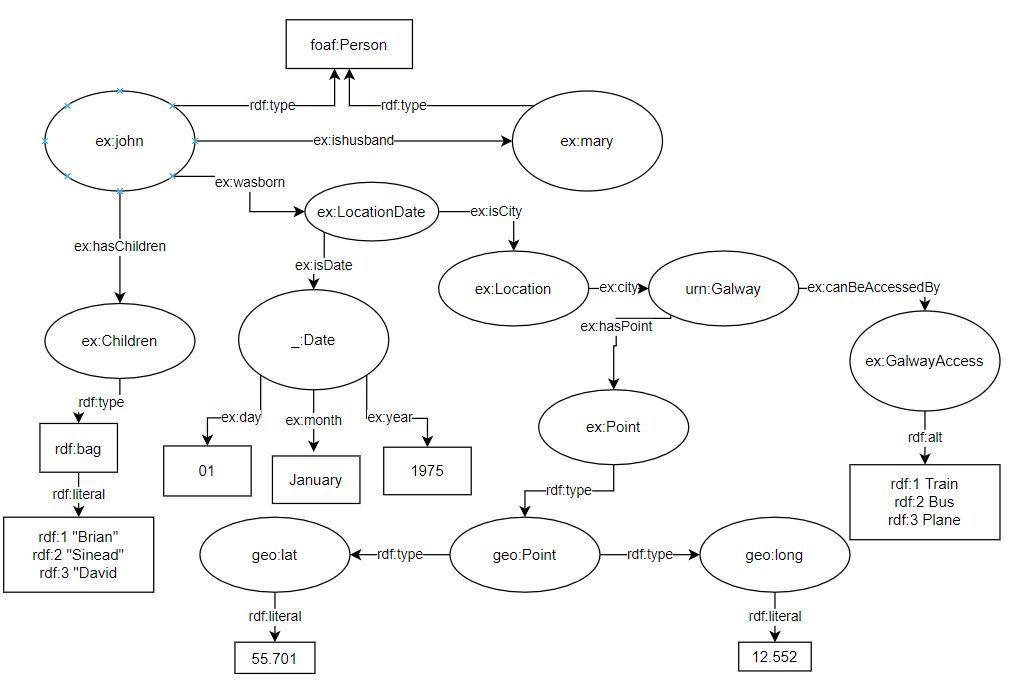 foaf:Person
rdf:type
rdf:type
ex:john
ex:ishusband
ex:mary
ex:wasborn
ex:LocationDate
ex:isCity
ex:hasChildren
ex:isDate
ex:Location
ex:city
urn:Galway
ex:canBeAccessedBy
ex:hasPoint
ex:Children
_:Date
ex:GalwayAccess
rdf:type
ex:day
ex:month
ex:year
ex:Point
rdf:alt
rdf:bag
01
January
1975
rdf:literal
rdf:type
rdf:1 Train
rdf:2 Bus
rdf:3 Plane
rdf:1 "Brian"
rdf:2 "Sinead"
rdf:3 "David
geo:lat
rdf:type
geo:Point
rdf:type
geo:long
rdf:literal
rdf:literal
55.701
12.552